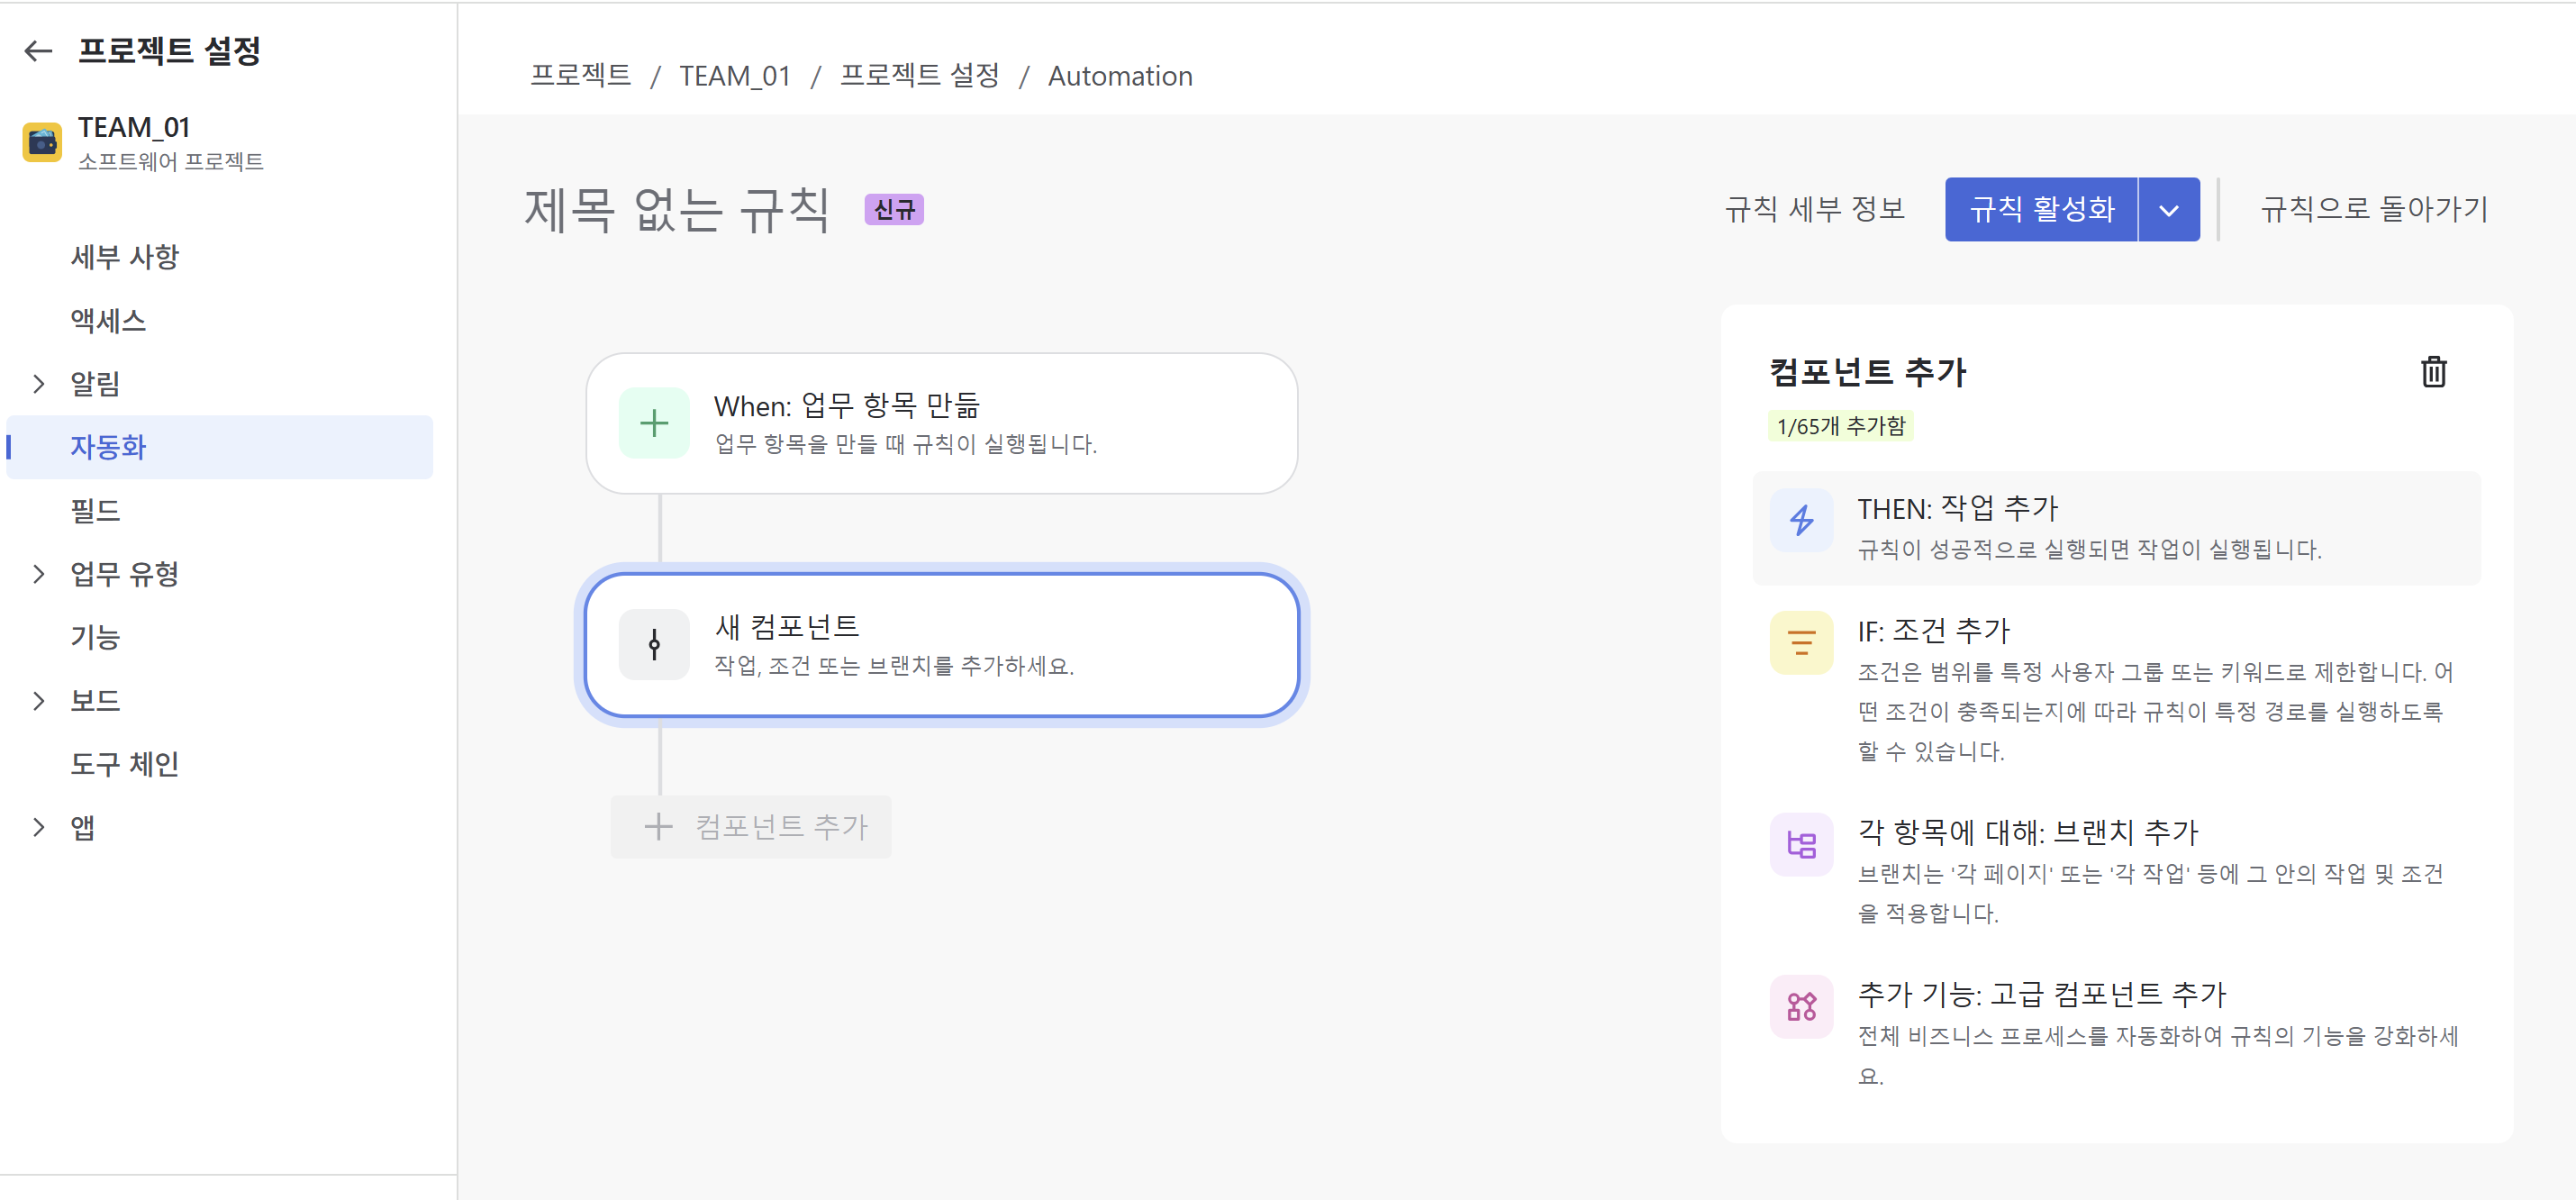 프로젝트 설정
TEAM_01
소프트웨어 프로젝트
세부 사항
액세스
알림
자동화
필드
업무 유형
기능
보드
도구 체인
앱
프로젝트 / TEAM_01 / 프로젝트 설정 / Automation
제목 없는 규칙 신규
규칙 세부 정보 규칙 활성화 규칙으로 돌아가기
When: 업무 항목 만듦
업무 항목을 만들 때 규칙이 실행됩니다.
새 컴포넌트
작업, 조건 또는 브랜치를 추가하세요.
컴포넌트 추가
컴포넌트 추가
1/65개 추가함
THEN: 작업 추가
규칙이 성공적으로 실행되면 작업이 실행됩니다.
IF: 조건 추가
조건은 범위를 특정 사용자 그룹 또는 키워드로 제한합니다. 어
떤 조건이 충족되는지에 따라 규칙이 특정 경로를 실행하도록
할 수 있습니다.
각 항목에 대해: 브랜치 추가
브랜치는 '각 페이지' 또는 '각 작업' 등에 그 안의 작업 및 조건
을 적용합니다.
추가 기능: 고급 컴포넌트 추가
전체 비즈니스 프로세스를 자동화하여 규칙의 기능을 강화하세
요.